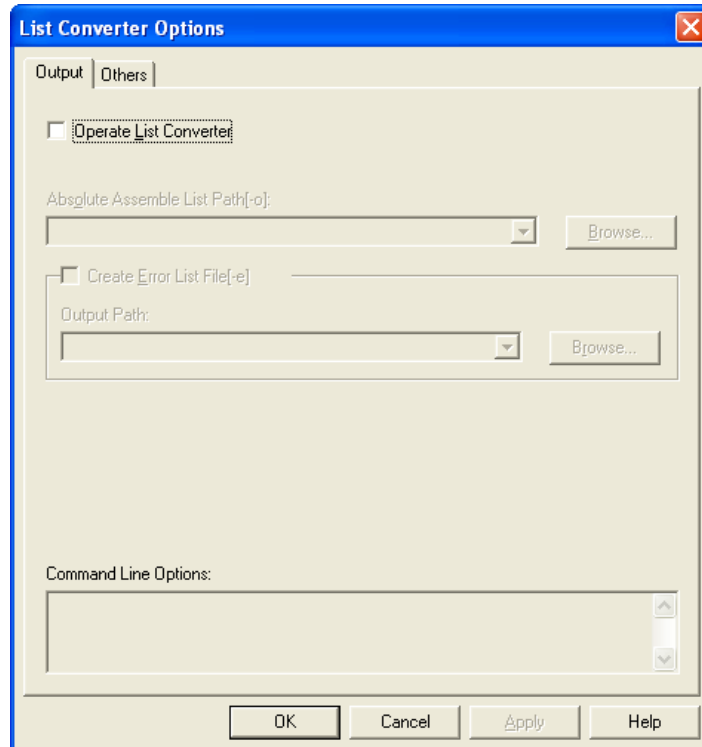 List Converter Options
Output Others
Operate List Converter
Absolute Assemble List Path[-o]:
Browse...
Create Error List File[-e]
Output Path:
Browse...
Command Line Options:
OK Cancel Apply Help